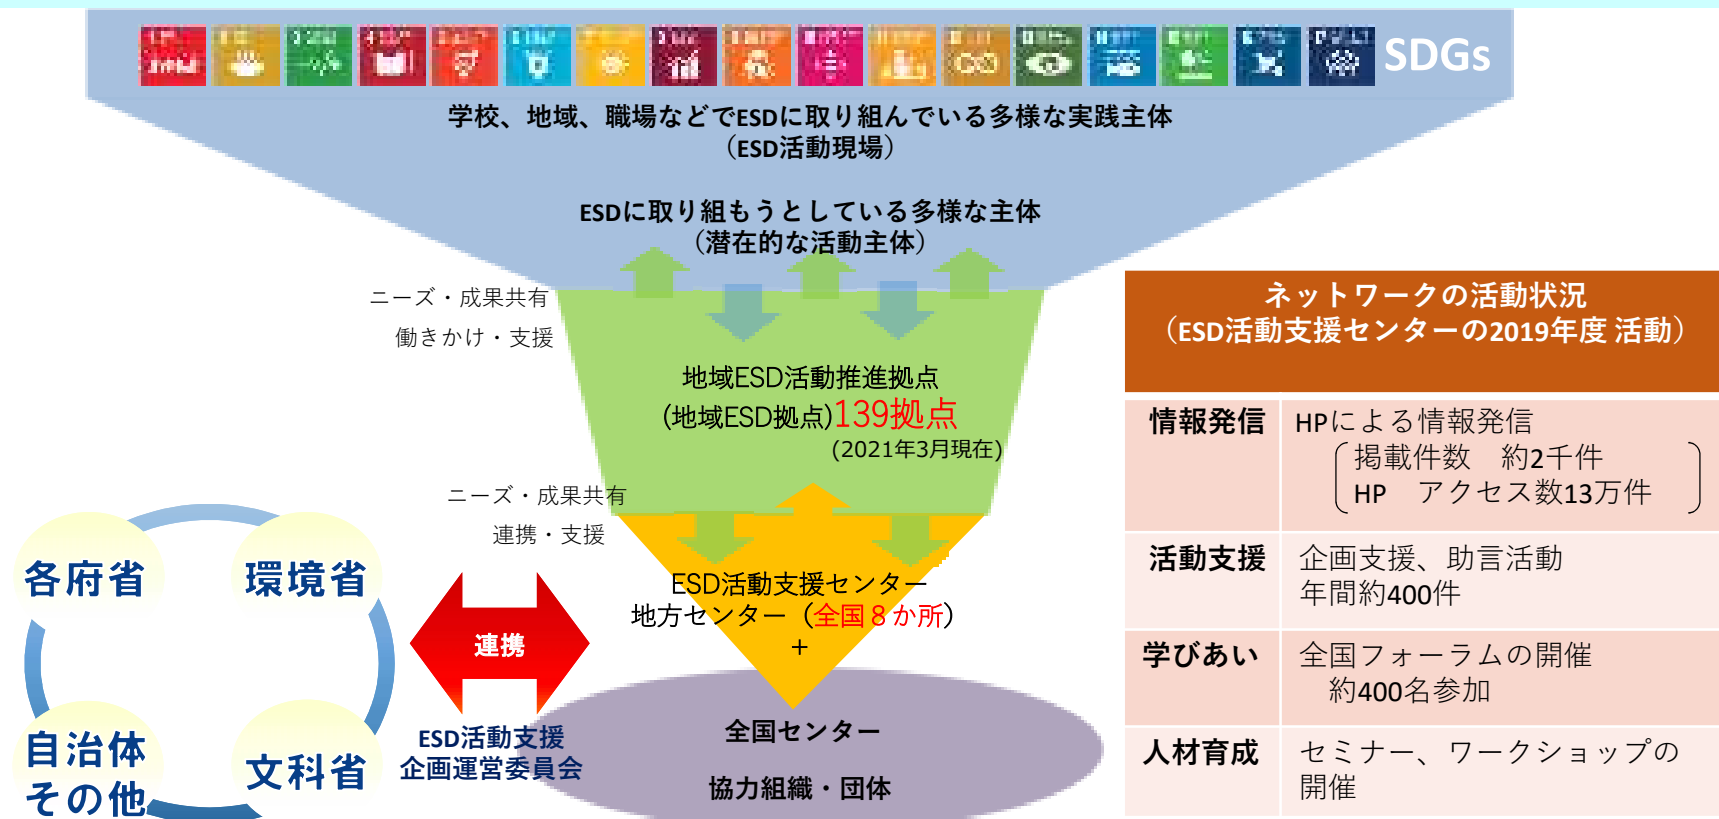 SDGs
学校、地域、職場などでESDに取り組んでいる多様な実践主体
（ESD活動現場）
ESDに取り組もうとしている多様な主体
（潜在的な活動主体）
ニーズ・成果共有
働きかけ・支援
地域ESD活動推進拠点
(地域ESD拠点)139拠点
(2021年3月現在)
ニーズ・成果共有
連携・支援
ESD活動支援センター
地方センター（全国８か所）
+
全国センター
協力組織・団体
各府省
環境省
自治体
その他
文科省
連携
ESD活動支援
企画運営委員会
ネットワークの活動状況
（ESD活動支援センターの2019年度 活動）
情報発信
HPによる情報発信
掲載件数　約2千件
HP　アクセス数13万件
活動支援
企画支援、助言活動
年間約400件
学びあい
全国フォーラムの開催
約400名参加
人材育成
セミナー、ワークショップの
開催